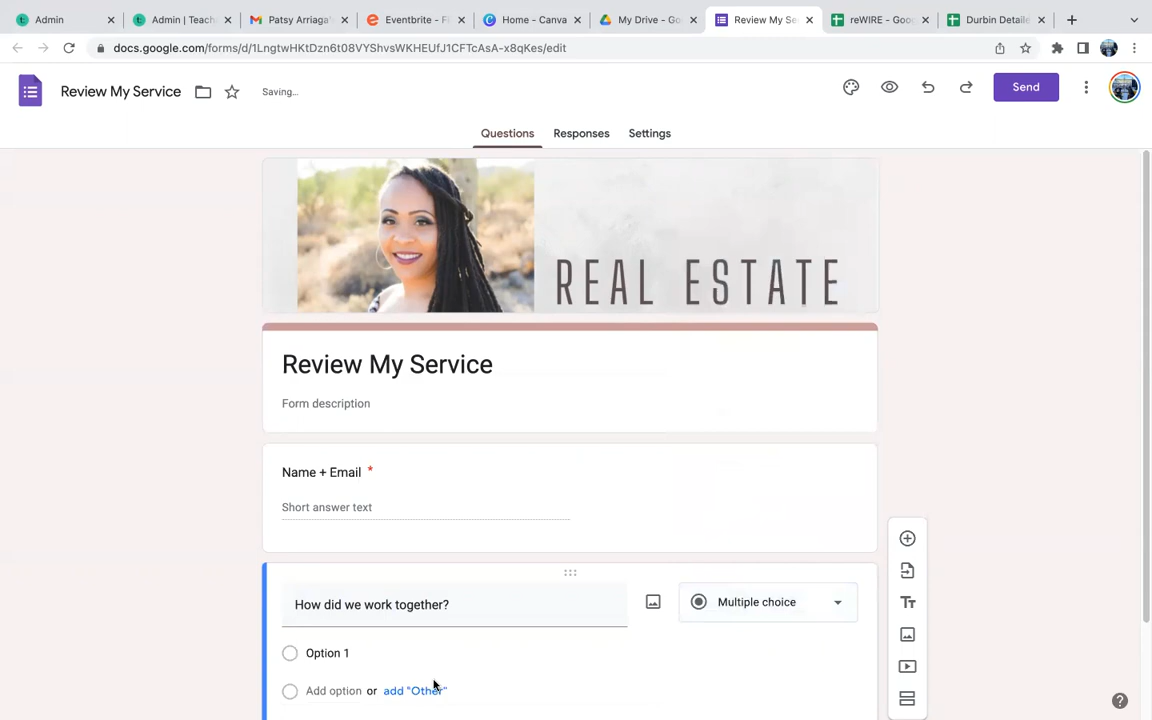 Admin
Admin | Teach
Patsy Arriaga'
Eventbrite - F
Home - Canva
My Drive - Go
Review My Se
reWIRE - Goo
Durbin Detaile
docs.google.com/forms/d/1LngtwHKtDzn6t08VYShvsWKHEUfJ1CFTcAsA-x8qKes/edit
Review My Service
Saving...
Send
Questions
Responses
Settings
REAL ESTATE
Review My Service
Form description
Name + Email *
Short answer text
How did we work together?
Multiple choice
Option 1
Add option or add "Other"